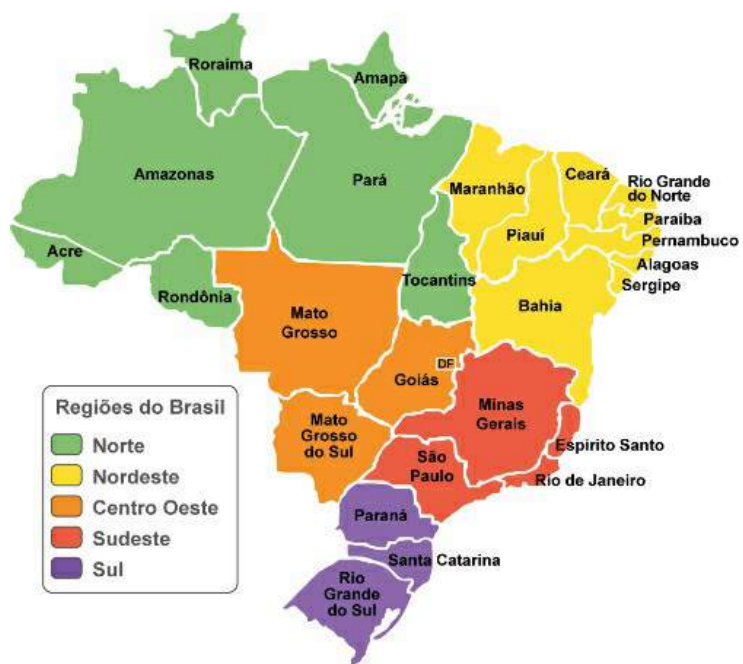 Roraima
Amapá
Amazonas
Pará
Maranhão
Ceará
Rio Grande
do Norte
Paraiba
Piauí
Pernambuco
Acre
Alagoas
Tocantins
Sergipe
Rondônia
Bahia
Mato
Grosso
DF
Goiás
Minas
Gerais
Mato
Grosso
do Sul
Espirito Santo
São
Paulo
Rio de Janeiro
Paraná
Santa Catarina
Rio
Grande
do Sul
Regiões do Brasil
Norte
Nordeste
Centro Oeste
Sudeste
Sul